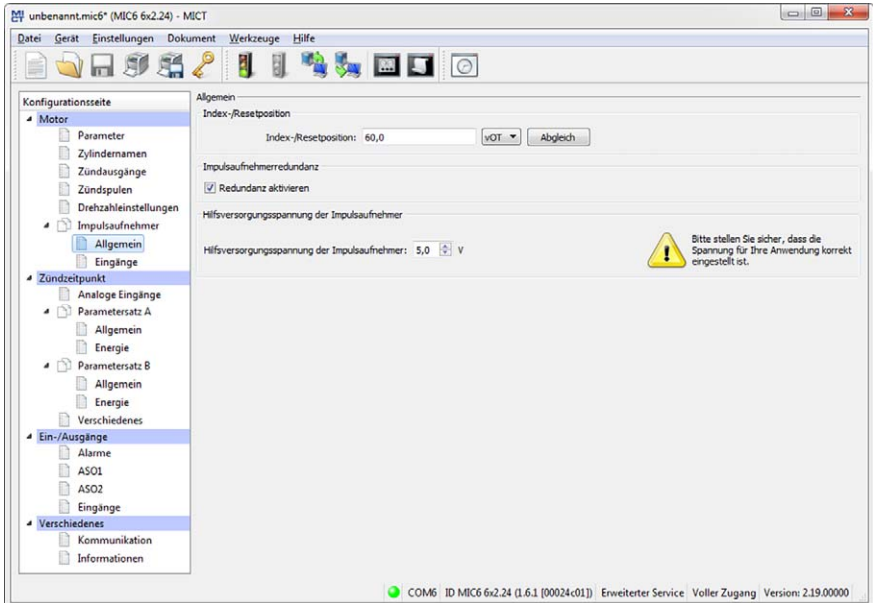 unbenannt.mic6* (MIC6 6x2.24) - MICT
Datei Gerät Einstellungen Dokument Werkzeuge Hilfe
Konfigurationsseite
Motor
Parameter
Zylindernamen
Zündausgänge
Zündspulen
Drehzahleinstellungen
Impulsaufnehmer
Allgemein
Eingänge
Zündzeitpunkt
Analoge Eingänge
Parametersatz A
Allgemein
Energie
Parametersatz B
Allgemein
Energie
Verschiedenes
Ein-/Ausgänge
Alarme
ASO1
ASO2
Eingänge
Verschiedenes
Kommunikation
Informationen
Allgemein
Index-/Resetposition
Index-/Resetposition: 60,0 vOT Abgleich
Impulsaufnehmerredundanz
Redundanz aktivieren
Hilfsversorgungsspannung der Impulsaufnehmer
Hilfsversorgungsspannung der Impulsaufnehmer: 5,0 V
Bitte stellen Sie sicher, dass die
Spannung für Ihre Anwendung korrekt
eingestellt ist.
COM6 ID MIC6 6x2.24 (1.6.1 [00024c01]) Erweiterter Service Voller Zugang Version: 2.19.00000